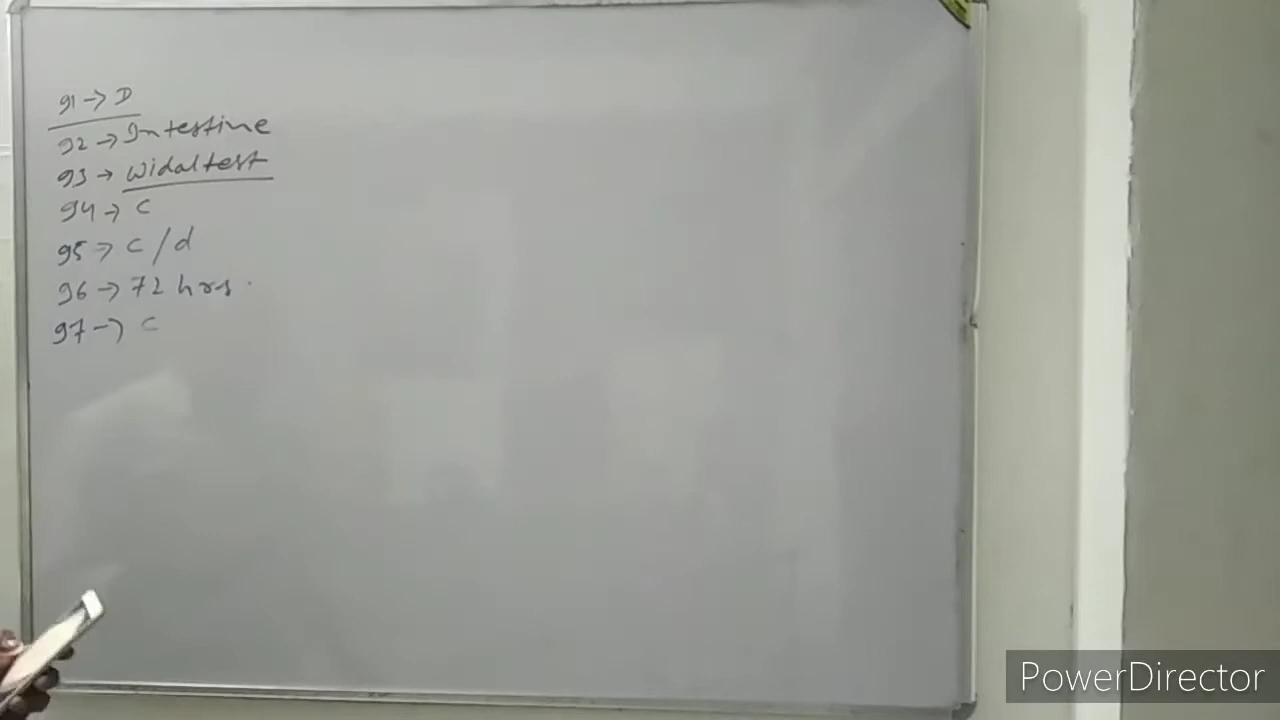 91 → D
92 → Intestine
93 → Widal test
94 → C
95 → C / d
96 → 72 hrs.
97 → C
PowerDirector